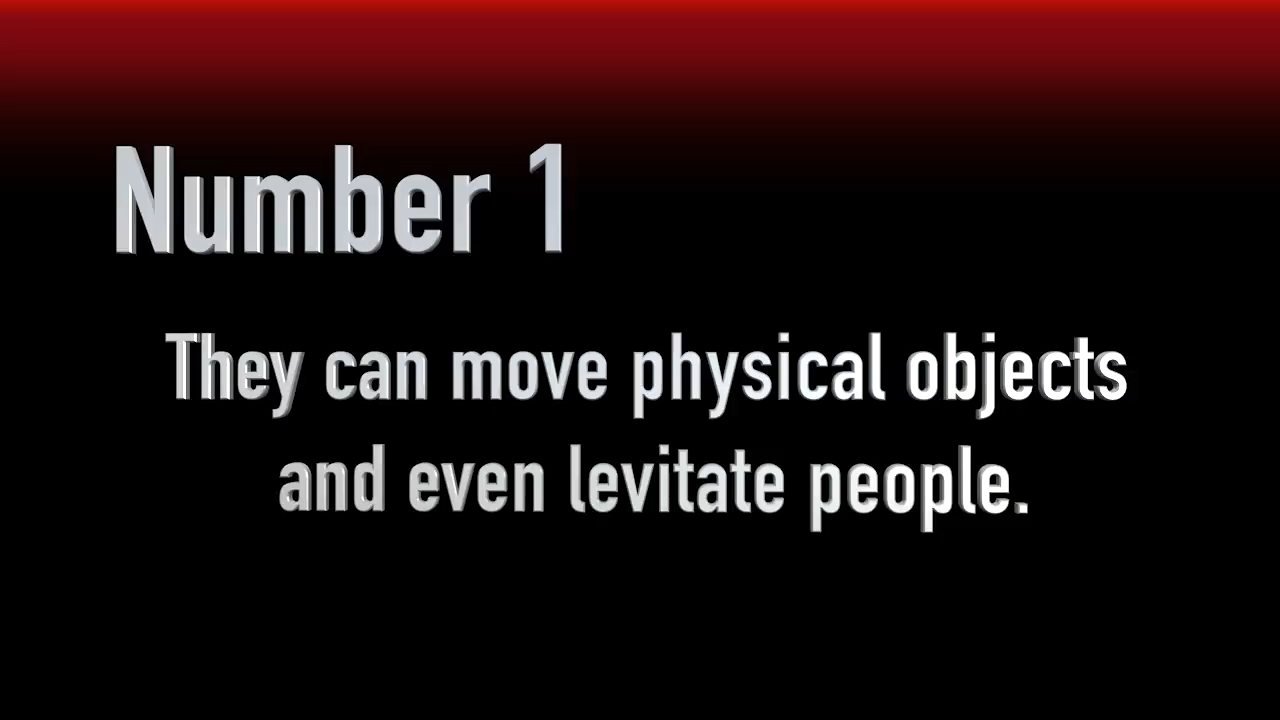 Number 1
They can move physical objects
and even levitate people.